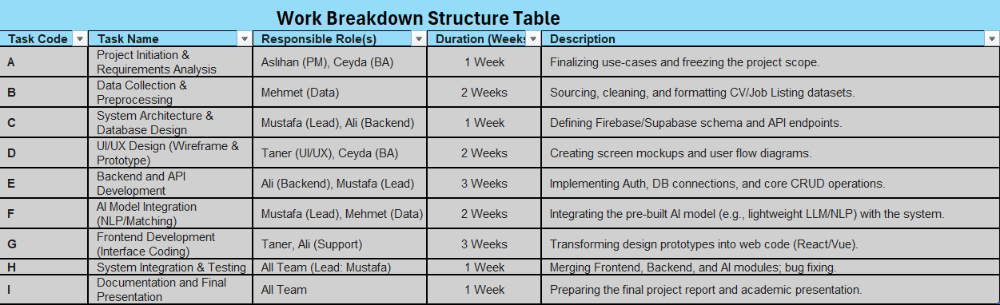 Work Breakdown Structure Table
Task Code Task Name Responsible Role(s) Duration (Weeks Description
A Project Initiation & Requirements Analysis Aslıhan (PM), Ceyda (BA) 1 Week Finalizing use-cases and freezing the project scope.
B Data Collection & Preprocessing Mehmet (Data) 2 Weeks Sourcing, cleaning, and formatting CV/Job Listing datasets.
C System Architecture & Database Design Mustafa (Lead), Ali (Backend) 1 Week Defining Firebase/Supabase schema and API endpoints.
D UI/UX Design (Wireframe & Prototype) Taner (UI/UX), Ceyda (BA) 2 Weeks Creating screen mockups and user flow diagrams.
E Backend and API Development Ali (Backend), Mustafa (Lead) 3 Weeks Implementing Auth, DB connections, and core CRUD operations.
F AI Model Integration (NLP/Matching) Mustafa (Lead), Mehmet (Data) 2 Weeks Integrating the pre-built AI model (e.g., lightweight LLM/NLP) with the system.
G Frontend Development (Interface Coding) Taner, Ali (Support) 3 Weeks Transforming design prototypes into web code (React/Vue).
H System Integration & Testing All Team (Lead: Mustafa) 1 Week Merging Frontend, Backend, and AI modules; bug fixing.
I Documentation and Final Presentation All Team 1 Week Preparing the final project report and academic presentation.